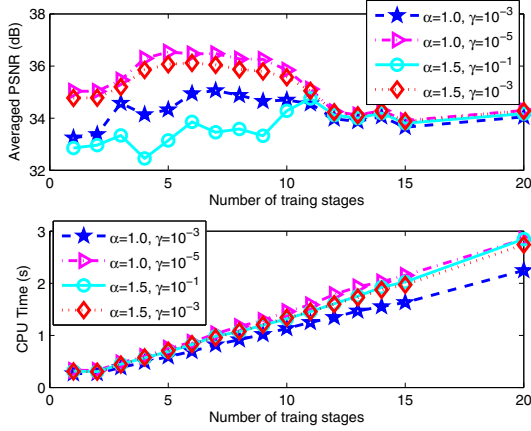 38
36
34
32
Averaged PSNR (dB)
α=1.0, γ=10⁻³
α=1.0, γ=10⁻⁵
α=1.5, γ=10⁻¹
α=1.5, γ=10⁻³
0 5 10 15 20
Number of traing stages
3
2
1
0
CPU Time (s)
α=1.0, γ=10⁻³
α=1.0, γ=10⁻⁵
α=1.5, γ=10⁻¹
α=1.5, γ=10⁻³
0 5 10 15 20
Number of traing stages